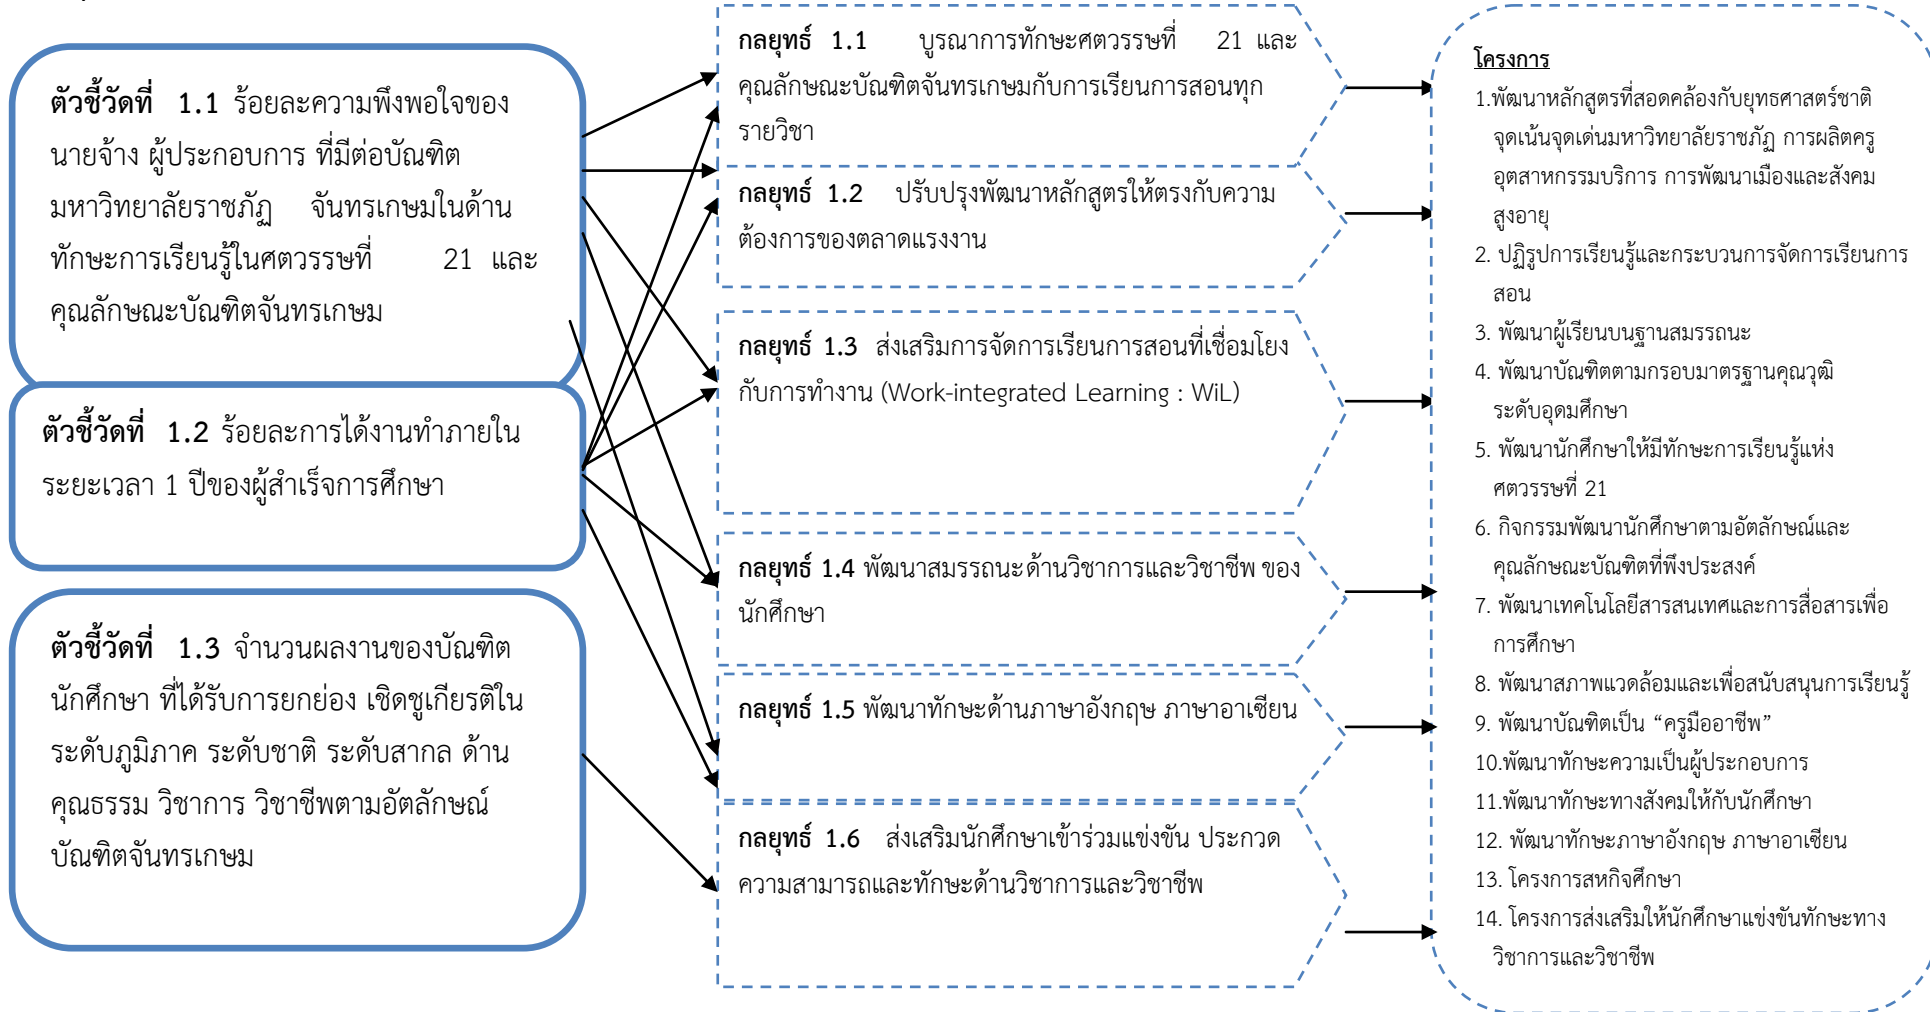 ตัวชี้วัดที่ 1.1 ร้อยละความพึงพอใจของ
นายจ้าง ผู้ประกอบการ ที่มีต่อบัณฑิต
มหาวิทยาลัยราชภัฏ จันทรเกษมในด้าน
ทักษะการเรียนรู้ในศตวรรษที่ 21 และ
คุณลักษณะบัณฑิตจันทรเกษม
ตัวชี้วัดที่ 1.2 ร้อยละการได้งานทำภายใน
ระยะเวลา 1 ปีของผู้สำเร็จการศึกษา
ตัวชี้วัดที่ 1.3 จำนวนผลงานของบัณฑิต
นักศึกษา ที่ได้รับการยกย่อง เชิดชูเกียรติใน
ระดับภูมิภาค ระดับชาติ ระดับสากล ด้าน
คุณธรรม วิชาการ วิชาชีพตามอัตลักษณ์
บัณฑิตจันทรเกษม
กลยุทธ์ 1.1 บูรณาการทักษะศตวรรษที่ 21 และ
คุณลักษณะบัณฑิตจันทรเกษมกับการเรียนการสอนทุก
รายวิชา
กลยุทธ์ 1.2 ปรับปรุงพัฒนาหลักสูตรให้ตรงกับความ
ต้องการของตลาดแรงงาน
กลยุทธ์ 1.3 ส่งเสริมการจัดการเรียนการสอนที่เชื่อมโยง
กับการทำงาน (Work-integrated Learning : WiL)
กลยุทธ์ 1.4 พัฒนาสมรรถนะด้านวิชาการและวิชาชีพ ของ
นักศึกษา
กลยุทธ์ 1.5 พัฒนาทักษะด้านภาษาอังกฤษ ภาษาอาเซียน
กลยุทธ์ 1.6 ส่งเสริมนักศึกษาเข้าร่วมแข่งขัน ประกวด
ความสามารถและทักษะด้านวิชาการและวิชาชีพ
โครงการ
1.พัฒนาหลักสูตรที่สอดคล้องกับยุทธศาสตร์ชาติ
จุดเน้นจุดเด่นมหาวิทยาลัยราชภัฏ การผลิตครู
อุตสาหกรรมบริการ การพัฒนาเมืองและสังคม
สูงอายุ
2. ปฏิรูปการเรียนรู้และกระบวนการจัดการเรียนการ
สอน
3. พัฒนาผู้เรียนบนฐานสมรรถนะ
4. พัฒนาบัณฑิตตามกรอบมาตรฐานคุณวุฒิ
ระดับอุดมศึกษา
5. พัฒนานักศึกษาให้มีทักษะการเรียนรู้แห่ง
ศตวรรษที่ 21
6. กิจกรรมพัฒนานักศึกษาตามอัตลักษณ์และ
คุณลักษณะบัณฑิตที่พึงประสงค์
7. พัฒนาเทคโนโลยีสารสนเทศและการสื่อสารเพื่อ
การศึกษา
8. พัฒนาสภาพแวดล้อมและเพื่อสนับสนุนการเรียนรู้
9. พัฒนาบัณฑิตเป็น “ครูมืออาชีพ”
10.พัฒนาทักษะความเป็นผู้ประกอบการ
11.พัฒนาทักษะทางสังคมให้กับนักศึกษา
12. พัฒนาทักษะภาษาอังกฤษ ภาษาอาเซียน
13. โครงการสหกิจศึกษา
14. โครงการส่งเสริมให้นักศึกษาแข่งขันทักษะทาง
วิชาการและวิชาชีพ